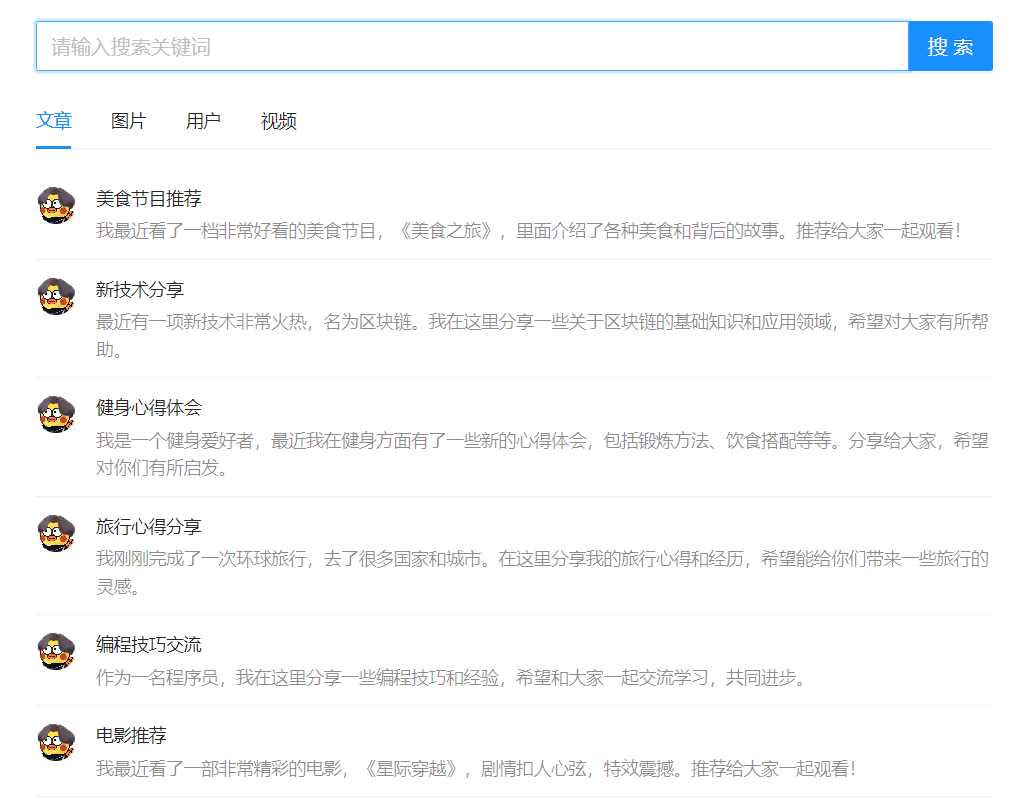 请输入搜索关键词
搜 索
文章 图片 用户 视频
美食节目推荐
我最近看了一档非常好看的美食节目，《美食之旅》，里面介绍了各种美食和背后的故事。推荐给大家一起观看！
新技术分享
最近有一项新技术非常火热，名为区块链。我在这里分享一些关于区块链的基础知识和应用领域，希望对大家有所帮
助。
健身心得体会
我是一个健身爱好者，最近我在健身方面有了一些新的心得体会，包括锻炼方法、饮食搭配等等。分享给大家，希望
对你们有所启发。
旅行心得分享
我刚刚完成了一次环球旅行，去了很多国家和城市。在这里分享我的旅行心得和经历，希望能给你们带来一些旅行的
灵感。
编程技巧交流
作为一名程序员，我在这里分享一些编程技巧和经验，希望和大家一起交流学习，共同进步。
电影推荐
我最近看了一部非常精彩的电影，《星际穿越》，剧情扣人心弦，特效震撼。推荐给大家一起观看！